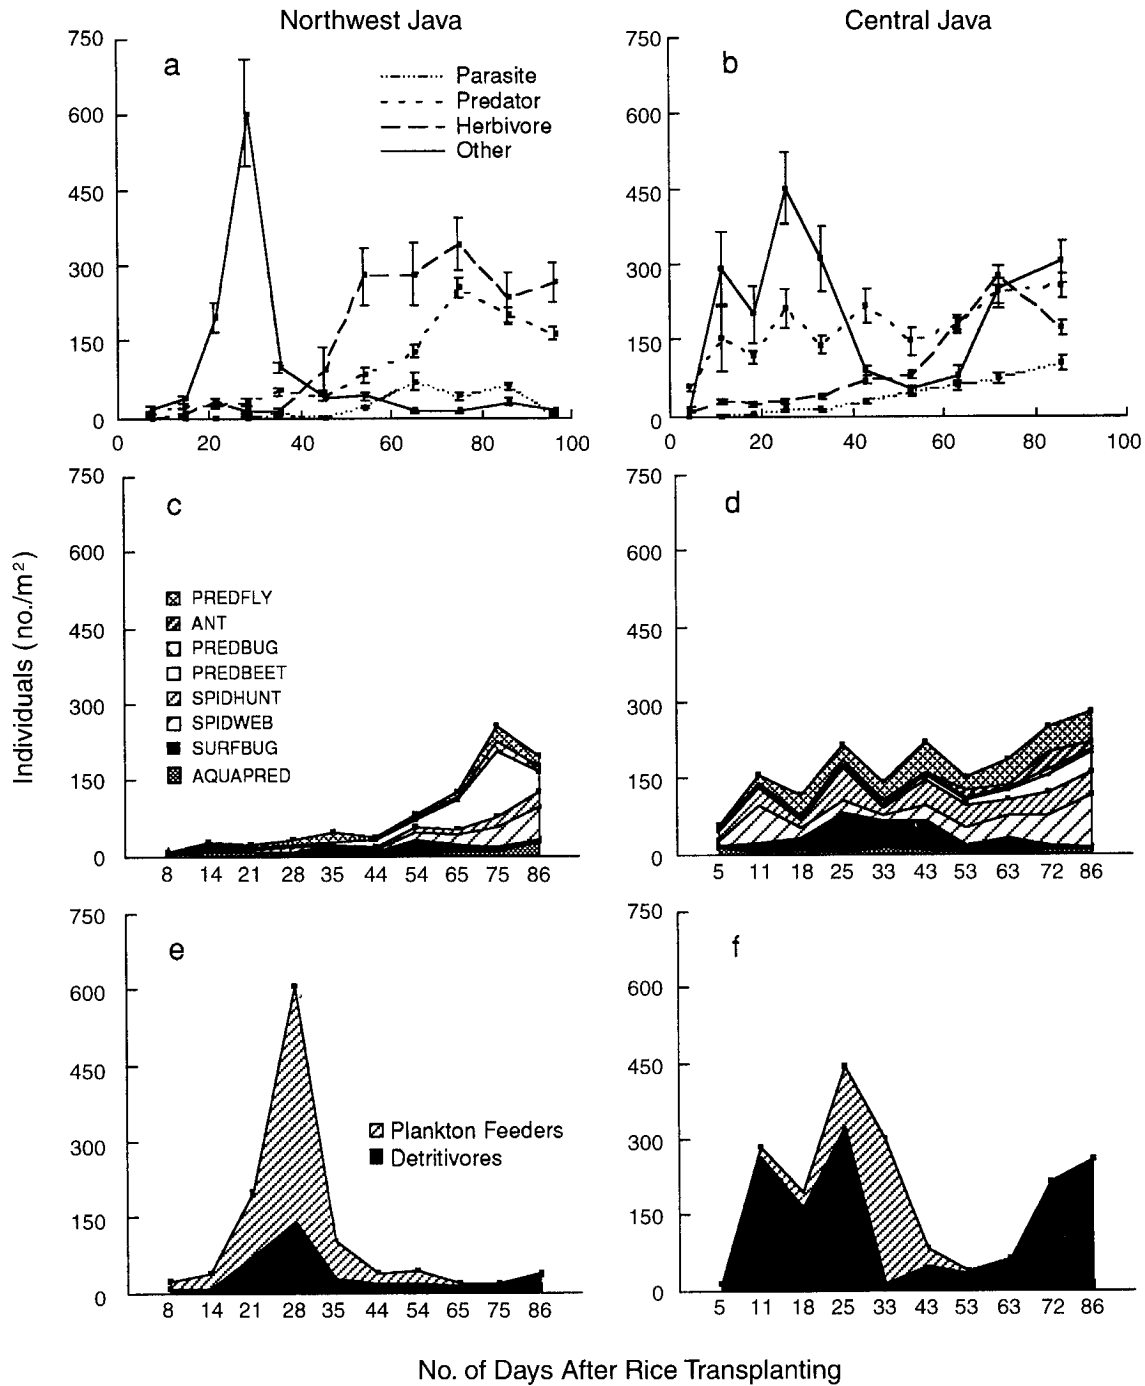 Northwest Java
Central Java
750
600
450
300
150
0
a
Parasite
Predator
Herbivore
Other
0 20 40 60 80 100
750
600
450
300
150
0
b
0 20 40 60 80 100
Individuals (no./m²)
750
600
450
300
150
0
c
PREDFLY
ANT
PREDBUG
PREDBEET
SPIDHUNT
SPIDWEB
SURFBUG
AQUAPRED
8 14 21 28 35 44 54 65 75 86
750
600
450
300
150
0
d
5 11 18 25 33 43 53 63 72 86
750
600
450
300
150
0
e
Plankton Feeders
Detritivores
8 14 21 28 35 44 54 65 75 86
750
600
450
300
150
0
f
5 11 18 25 33 43 53 63 72 86
No. of Days After Rice Transplanting